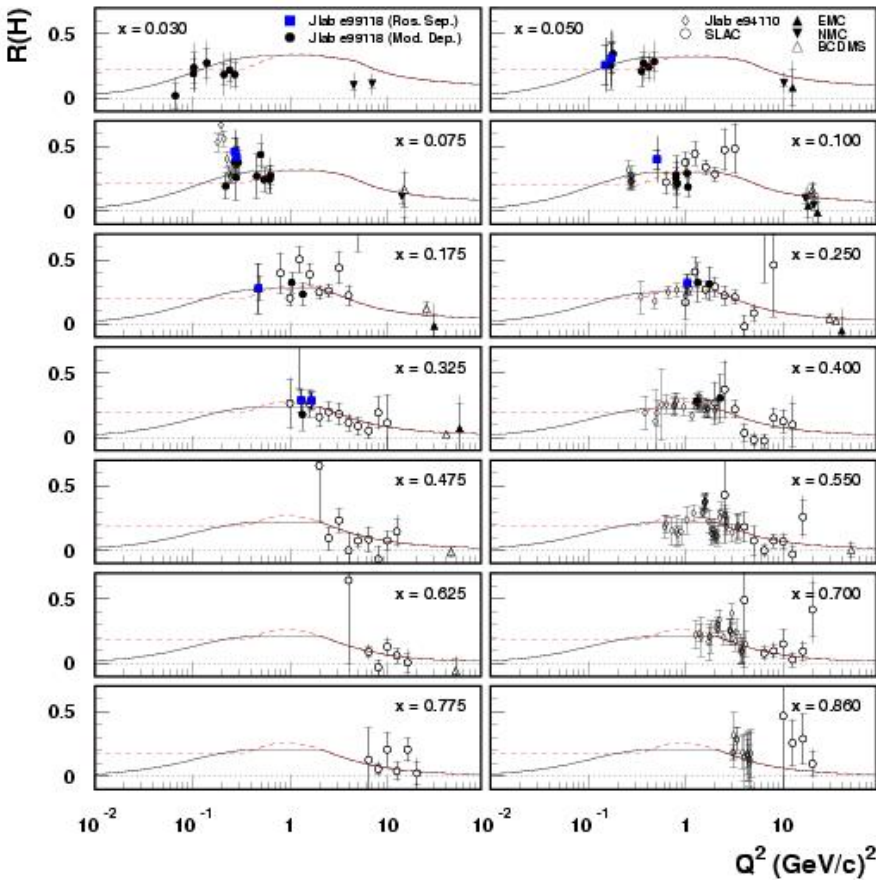 R(H)
x = 0.030
Jlab e99118 (Ros. Sep.)
Jlab e99118 (Mod. Dep.)
x = 0.050
Jlab e94110
SLAC
EMC
NMC
BCDMS
0.5
0
x = 0.075
x = 0.100
0.5
0
x = 0.175
x = 0.250
0.5
0
x = 0.325
x = 0.400
0.5
0
x = 0.475
x = 0.550
0.5
0
x = 0.625
x = 0.700
0.5
0
x = 0.775
x = 0.860
0.5
0
10⁻² 10⁻¹ 1 10 10⁻² 10⁻¹ 1 10
Q² (GeV/c)²